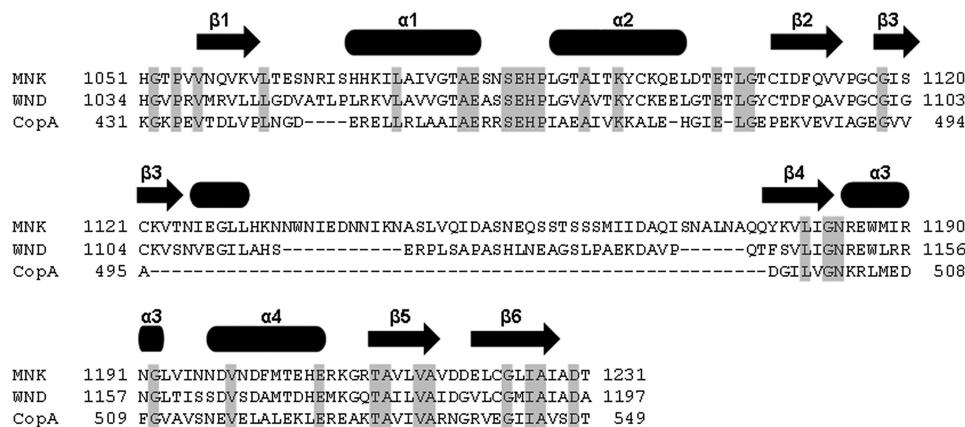 β1 α1 α2 β2 β3
MNK 1051 HGTPVVNQVKVLTESNRISHHKILAIVGTAESNSEHPLGTAITKYCKQELDTETLGTCIDFQVVPGCGIS 1120
WND 1034 HGVPRVMRVLLLGDVATLPLRKVLAVVGTAEASSEHPLGVAVTKYCKEELGTETLGYCTDFQAVPGCGIG 1103
CopA 431 KGKPEVTDLVPLNGD----ERELLRLAAIAERRSEHPIAEAIVKKALE-HGIE-LGEPEKVEVIAGEGVV 494
β3 β4 α3
MNK 1121 CKVTNIEGLLHKNNWNIEDNNIKNASLVQIDASNEQSSTSSSMIIDAQISNALNAQQYKVLIGNREWMIR 1190
WND 1104 CKVSNVEGILAHS-----------ERPLSAPASHLNEAGSLPAEKDAVP------QTFSVLIGNREWLRR 1156
CopA 495 A-------------------------------------------------------DGILVGNKRLMED 508
α3 α4 β5 β6
MNK 1191 NGLVINNDVNDFMTEHERKGRTAVLVAVDDELCGLIAIADT 1231
WND 1157 NGLTISSDVSDAMTDHEMKGQTAILVAIDGVLCGMIAIADA 1197
CopA 509 FGVAVSNEVELALEKLEREAKTAVIVARNGRVEGIIAVSDT 549